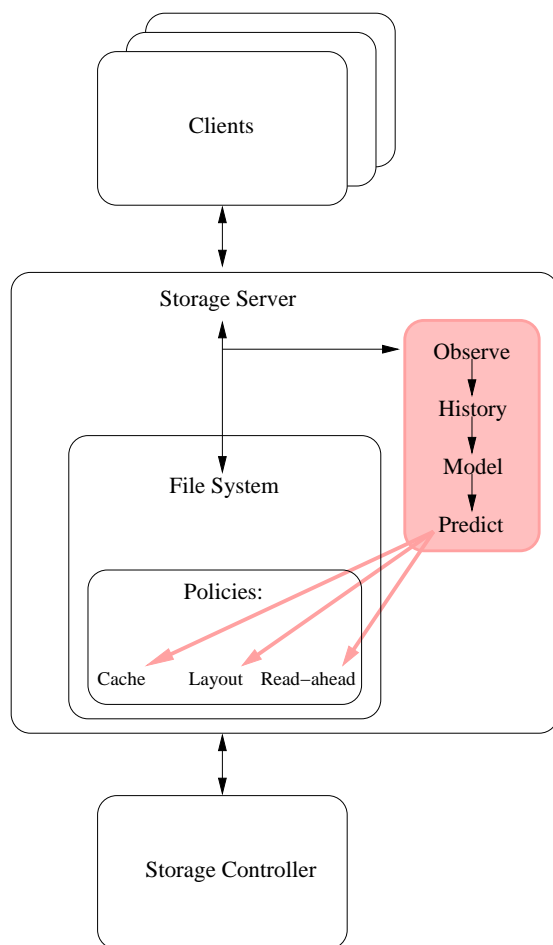 Clients
Storage Server
Observe
History
Model
Predict
File System
Policies:
Cache
Layout
Read−ahead
Storage Controller